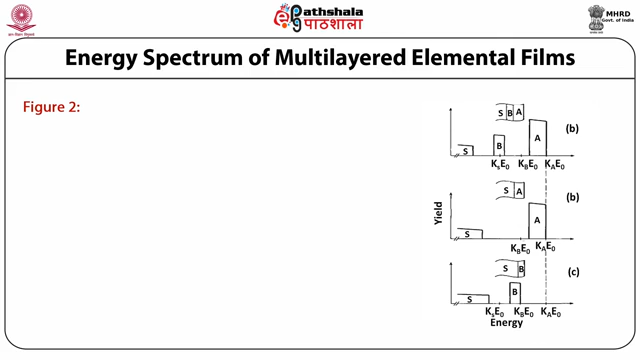 Pathshala
पाठशाला
MHRD
Govt. of India
Energy Spectrum of Multilayered Elemental Films
Figure 2:
S B A
(b)
A
B
S
KsE0 KBE0 KAE0
S A
(b)
A
S
KBE0 KAE0
Yield
S B
(c)
B
S
KsE0 KBE0 KAE0
Energy